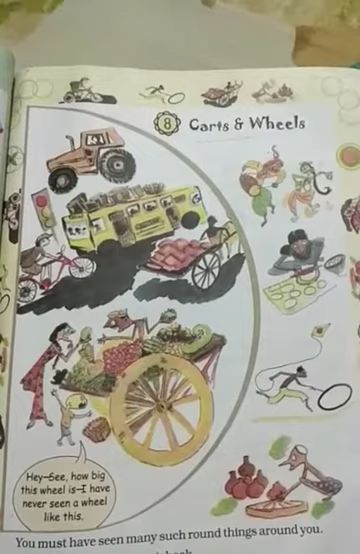 8 Carts & Wheels
Hey–See, how big
this wheel is–I have
never seen a wheel
like this.
You must have seen many such round things around you.